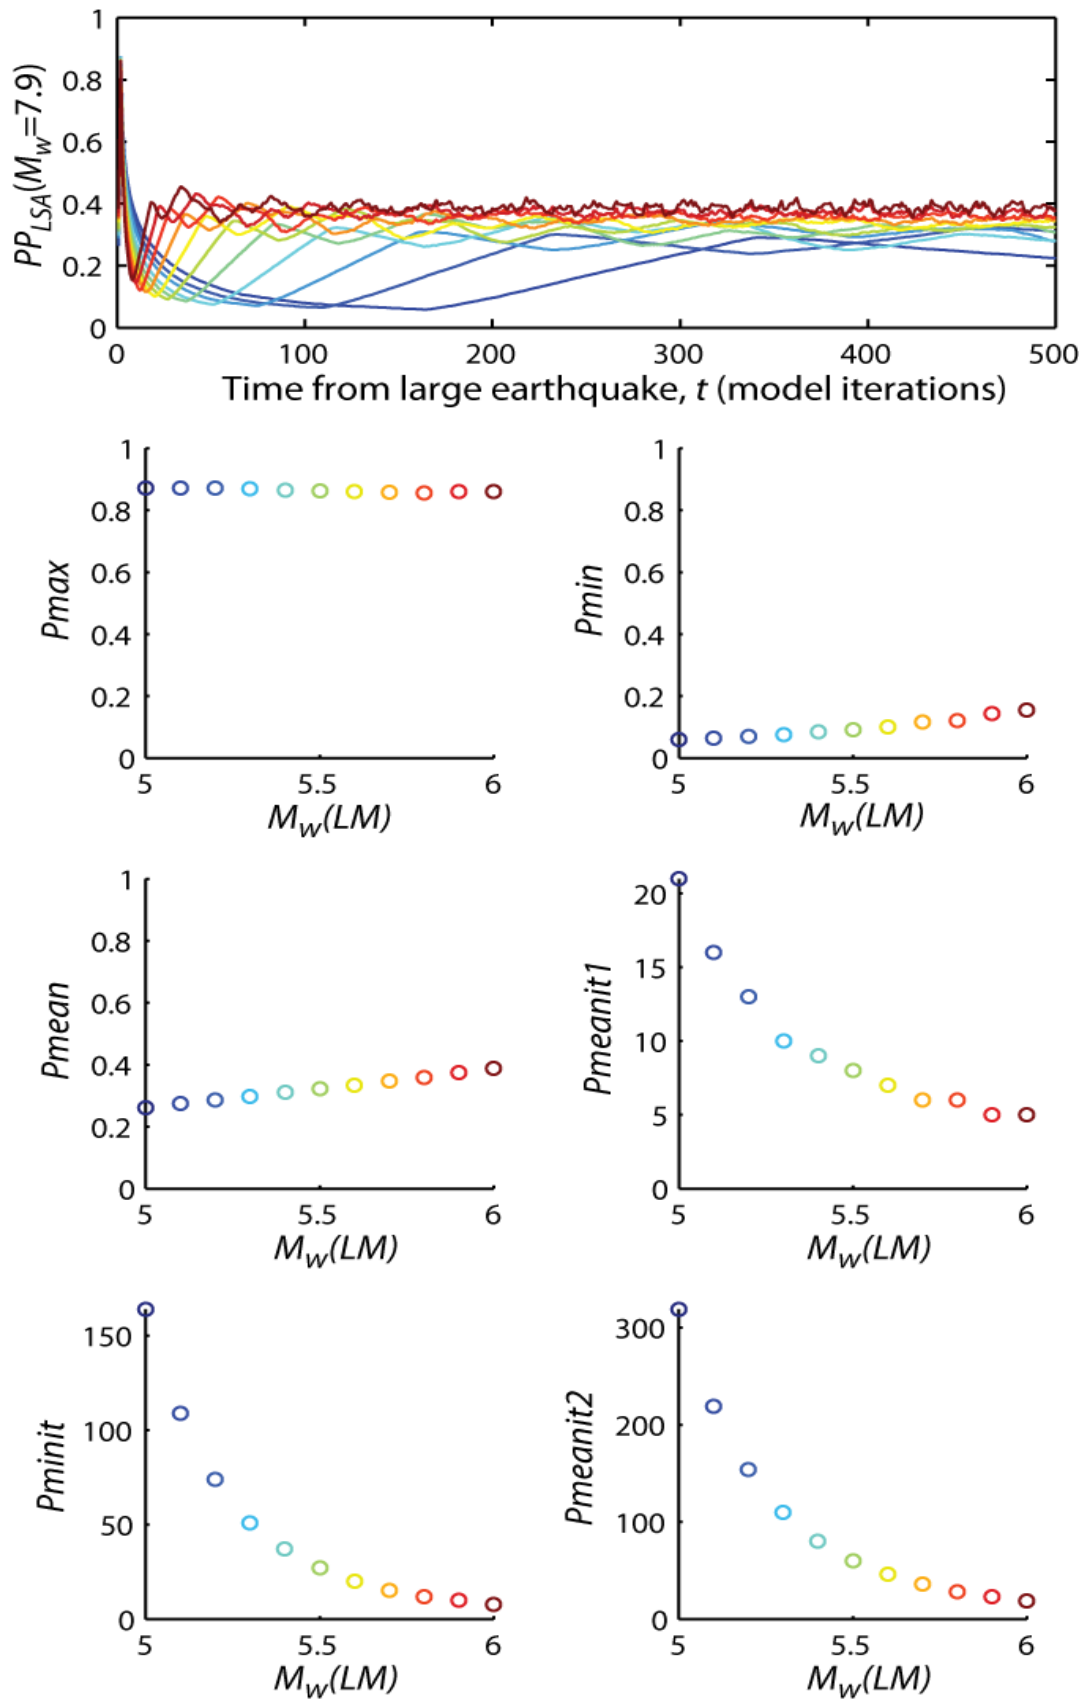 1
0.8
0.6
0.4
0.2
0
PP_LSA(M_w=7.9)
0 100 200 300 400 500
Time from large earthquake, t (model iterations)
1
0.8
0.6
0.4
0.2
0
Pmax
5 5.5 6
M_w(LM)
1
0.8
0.6
0.4
0.2
0
Pmin
5 5.5 6
M_w(LM)
1
0.8
0.6
0.4
0.2
0
Pmean
5 5.5 6
M_w(LM)
20
15
10
5
0
Pmeanit1
5 5.5 6
M_w(LM)
150
100
50
0
Pminit
5 5.5 6
M_w(LM)
300
200
100
0
Pmeanit2
5 5.5 6
M_w(LM)